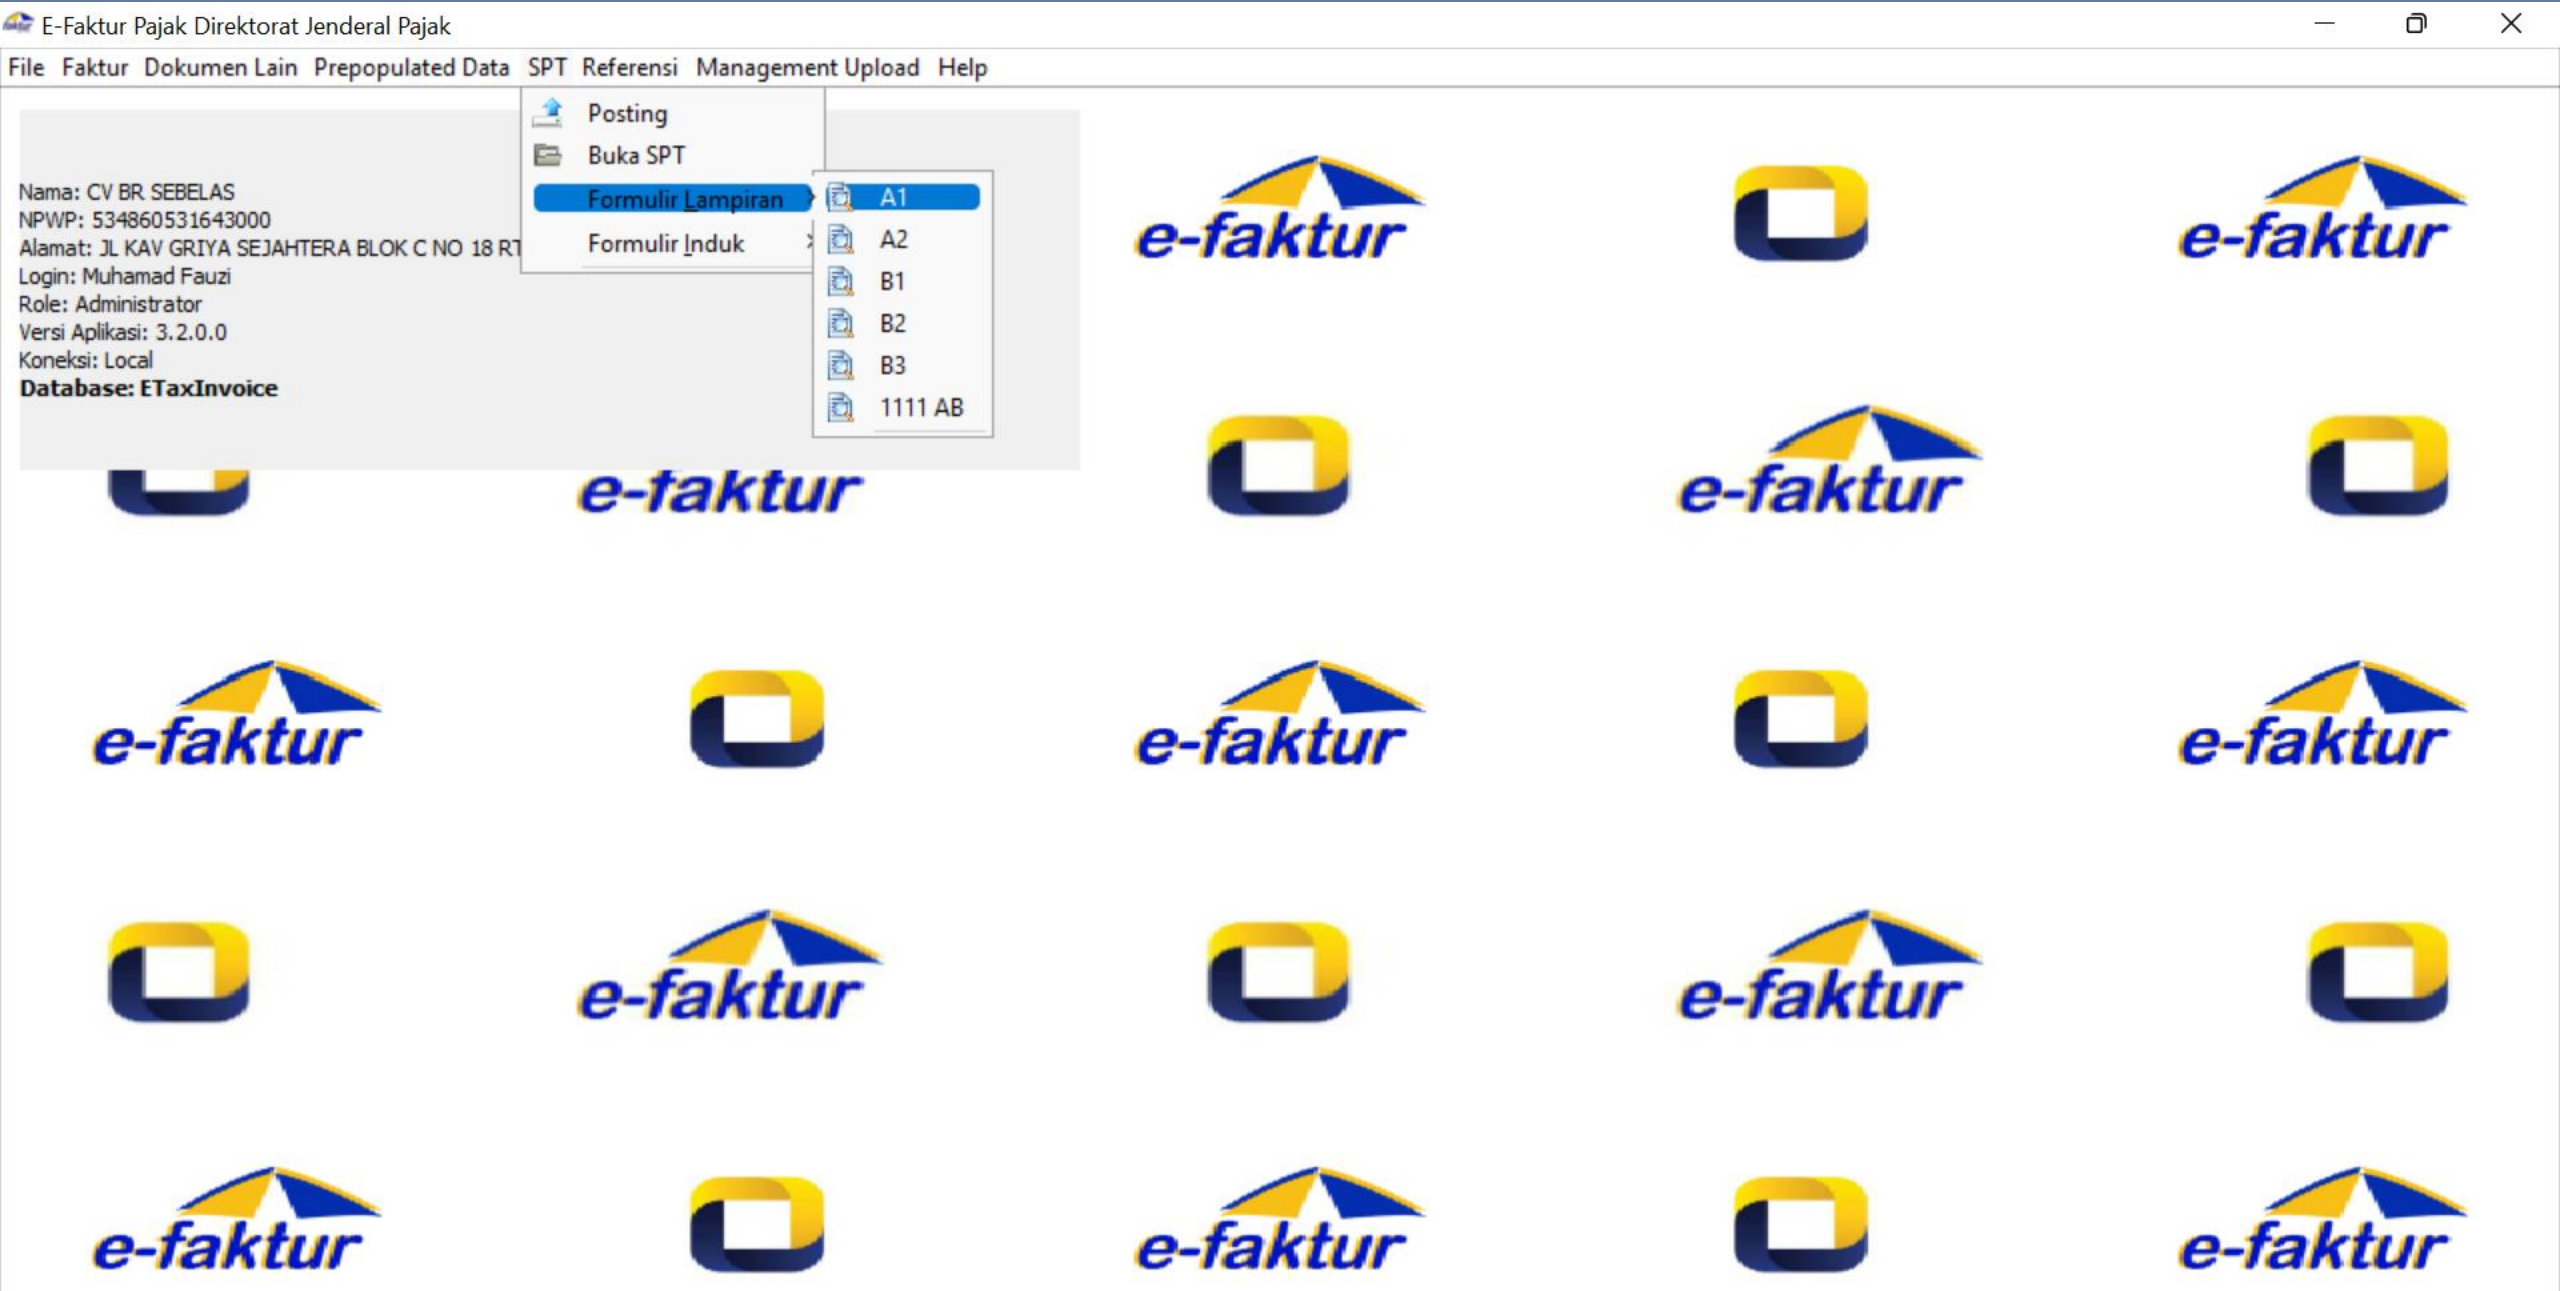 E-Faktur Pajak Direktorat Jenderal Pajak
File Faktur Dokumen Lain Prepopulated Data SPT Referensi Management Upload Help
Posting
Buka SPT
Formulir Lampiran
Formulir Induk
A1
A2
B1
B2
B3
1111 AB
Nama: CV BR SEBELAS
NPWP: 534860531643000
Alamat: JL KAV GRIYA SEJAHTERA BLOK C NO 18 RT
Login: Muhamad Fauzi
Role: Administrator
Versi Aplikasi: 3.2.0.0
Koneksi: Local
Database: ETaxInvoice
e-faktur
e-faktur
e-faktur
e-faktur
e-faktur
e-faktur
e-faktur
e-faktur
e-faktur
e-faktur
e-faktur
e-faktur